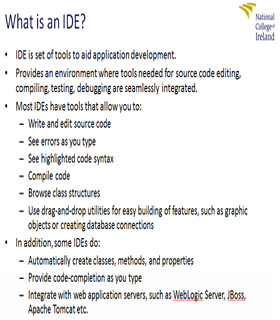 What is an IDE?
National
College of
Ireland
• IDE is set of tools to aid application development.
• Provides an environment where tools needed for source code editing,
compiling, testing, debugging are seamlessly integrated.
• Most IDEs have tools that allow you to:
– Write and edit source code
– See errors as you type
– See highlighted code syntax
– Compile code
– Browse class structures
– Use drag-and-drop utilities for easy building of features, such as graphic
objects or creating database connections
• In addition, some IDEs do:
– Automatically create classes, methods, and properties
– Provide code-completion as you type
– Integrate with web application servers, such as WebLogic Server, JBoss,
Apache Tomcat etc.